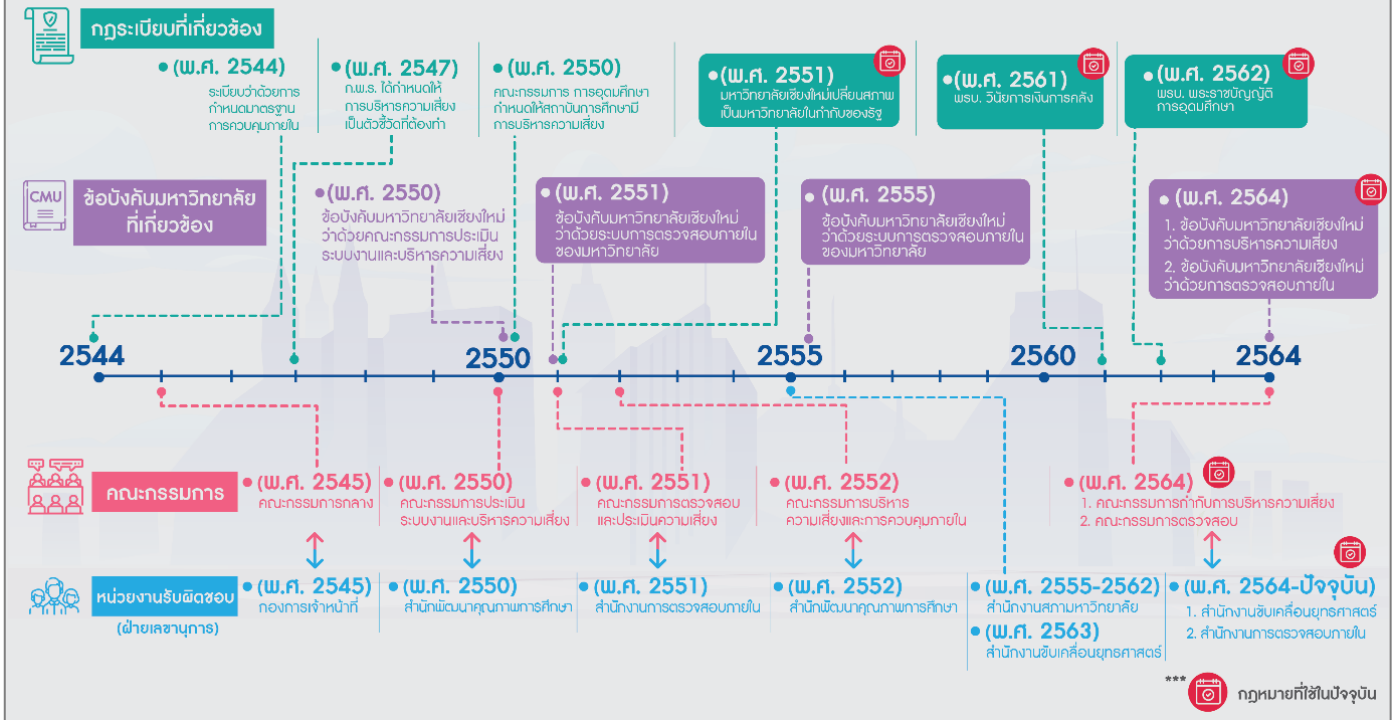 กฎระเบียบที่เกี่ยวข้อง
• (พ.ศ. 2544)
ระเบียบว่าด้วยการ
กำหนดมาตรฐาน
การควบคุมภายใน
• (พ.ศ. 2547)
ก.พ.ร. ได้กำหนดให้
การบริหารความเสี่ยง
เป็นตัวชี้วัดที่ต้องทำ
• (พ.ศ. 2550)
คณะกรรมการ การอุดมศึกษา
กำหนดให้สถาบันการศึกษามี
การบริหารความเสี่ยง
• (พ.ศ. 2551)
มหาวิทยาลัยเชียงใหม่เปลี่ยนสภาพ
เป็นมหาวิทยาลัยในกำกับของรัฐ
• (พ.ศ. 2561)
พรบ. วินัยการเงินการคลัง
• (พ.ศ. 2562)
พรบ. พระราชบัญญัติ
การอุดมศึกษา
CMU
ข้อบังคับมหาวิทยาลัย
ที่เกี่ยวข้อง
• (พ.ศ. 2550)
ข้อบังคับมหาวิทยาลัยเชียงใหม่
ว่าด้วยคณะกรรมการประเมิน
ระบบงานและบริหารความเสี่ยง
• (พ.ศ. 2551)
ข้อบังคับมหาวิทยาลัยเชียงใหม่
ว่าด้วยระบบการตรวจสอบภายใน
ของมหาวิทยาลัย
• (พ.ศ. 2555)
ข้อบังคับมหาวิทยาลัยเชียงใหม่
ว่าด้วยระบบการตรวจสอบภายใน
ของมหาวิทยาลัย
• (พ.ศ. 2564)
1. ข้อบังคับมหาวิทยาลัยเชียงใหม่
ว่าด้วยการบริหารความเสี่ยง
2. ข้อบังคับมหาวิทยาลัยเชียงใหม่
ว่าด้วยการตรวจสอบภายใน
2544
2550
2555
2560
2564
คณะกรรมการ
• (พ.ศ. 2545)
คณะกรรมการกลาง
• (พ.ศ. 2550)
คณะกรรมการประเมิน
ระบบงานและบริหารความเสี่ยง
• (พ.ศ. 2551)
คณะกรรมการตรวจสอบ
และประเมินความเสี่ยง
• (พ.ศ. 2552)
คณะกรรมการบริหาร
ความเสี่ยงและการควบคุมภายใน
• (พ.ศ. 2564)
1. คณะกรรมการกำกับการบริหารความเสี่ยง
2. คณะกรรมการตรวจสอบ
หน่วยงานรับผิดชอบ
(ฝ่ายเลขานุการ)
• (พ.ศ. 2545)
กองการเจ้าหน้าที่
• (พ.ศ. 2550)
สำนักพัฒนาคุณภาพการศึกษา
• (พ.ศ. 2551)
สำนักงานการตรวจสอบภายใน
• (พ.ศ. 2552)
สำนักพัฒนาคุณภาพการศึกษา
• (พ.ศ. 2555-2562)
สำนักงานสภามหาวิทยาลัย
• (พ.ศ. 2563)
สำนักงานขับเคลื่อนยุทธศาสตร์
• (พ.ศ. 2564-ปัจจุบัน)
1. สำนักงานขับเคลื่อนยุทธศาสตร์
2. สำนักงานการตรวจสอบภายใน
*** กฎหมายที่ใช้ในปัจจุบัน